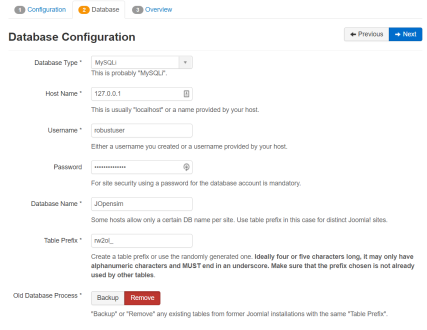 1 Configuration 2 Database 3 Overview
Database Configuration
← Previous → Next
Database Type * MySQLi
This is probably "MySQLi".
Host Name * 127.0.0.1
This is usually "localhost" or a name provided by your host.
Username * robustuser
Either a username you created or a username provided by your host.
Password ••••••••••••••
For site security using a password for the database account is mandatory.
Database Name * JOpensim
Some hosts allow only a certain DB name per site. Use table prefix in this case for distinct Joomla! sites.
Table Prefix * rw2ol_
Create a table prefix or use the randomly generated one. Ideally four or five characters long, it may only have
alphanumeric characters and MUST end in an underscore. Make sure that the prefix chosen is not already
used by other tables.
Old Database Process * Backup Remove
"Backup" or "Remove" any existing tables from former Joomla! installations with the same "Table Prefix".